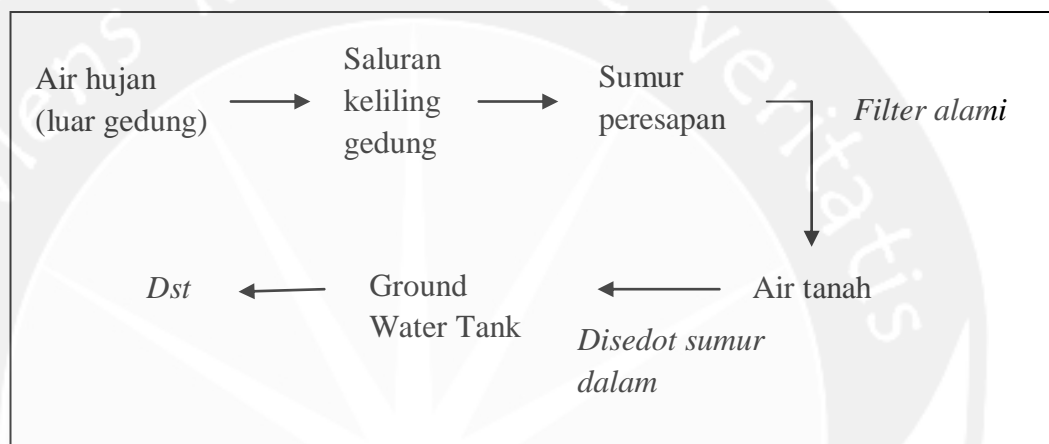 Air hujan
(luar gedung)
Saluran
keliling
gedung
Sumur
peresapan
Filter alami
Air tanah
Disedot sumur
dalam
Ground
Water Tank
Dst
veritatis